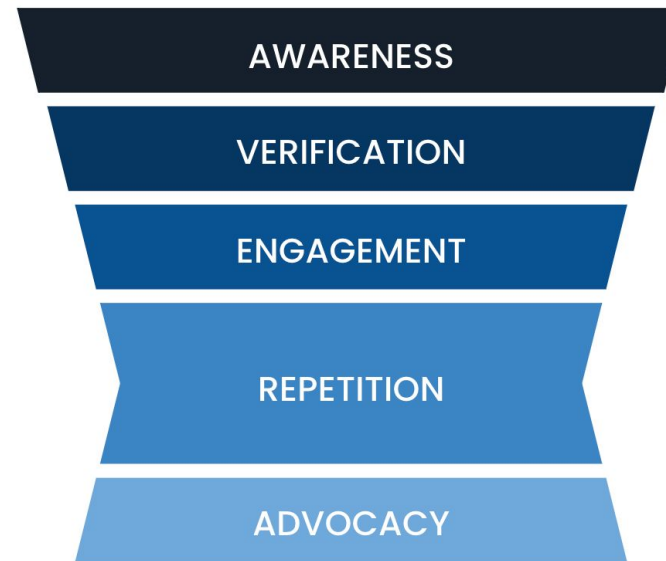 AWARENESS
VERIFICATION
ENGAGEMENT
REPETITION
ADVOCACY